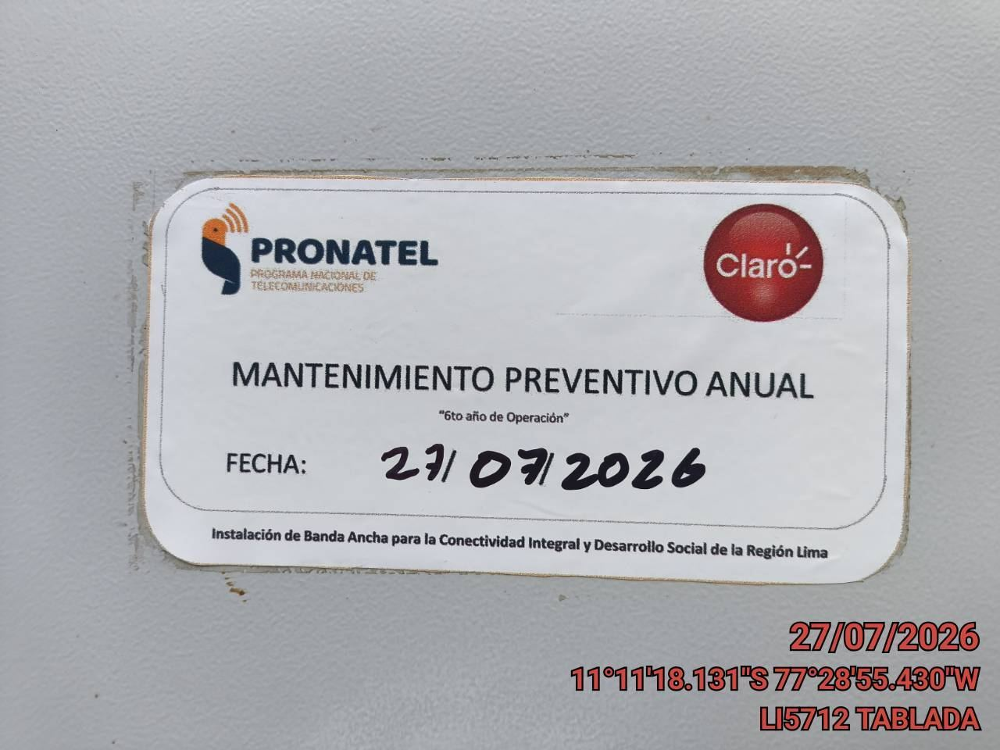 PRONATEL
PROGRAMA NACIONAL DE
TELECOMUNICACIONES
Claro
MANTENIMIENTO PREVENTIVO ANUAL
"6to año de Operación"
FECHA: 27/07/2026
Instalación de Banda Ancha para la Conectividad Integral y Desarrollo Social de la Región Lima
27/07/2026
11°11'18.131"S 77°28'55.430"W
LI5712 TABLADA